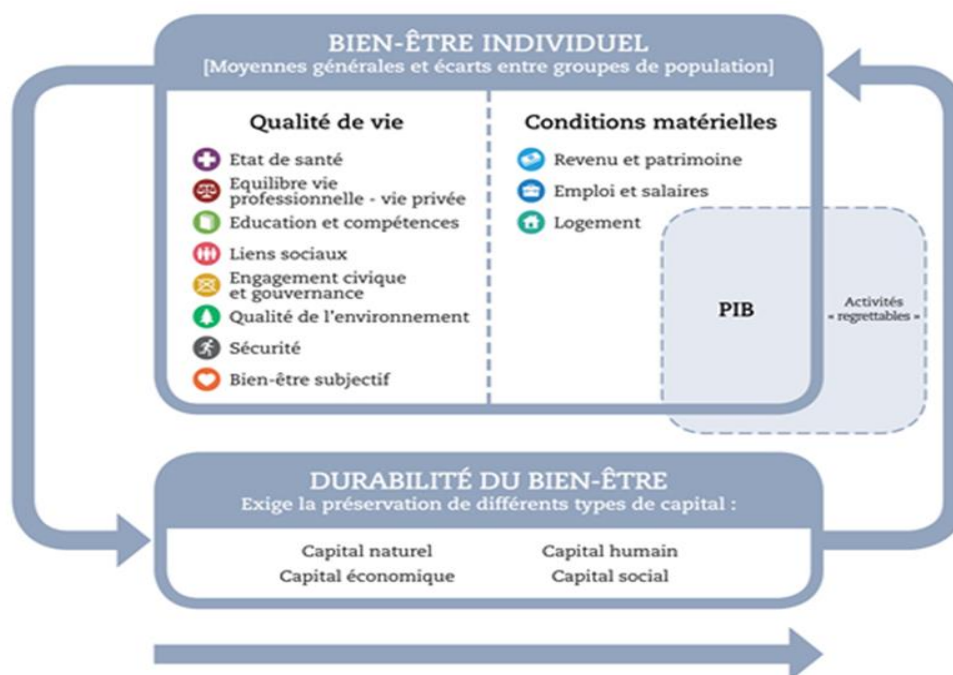 BIEN-ÊTRE INDIVIDUEL
[Moyennes générales et écarts entre groupes de population]
Qualité de vie
Etat de santé
Equilibre vie
professionnelle - vie privée
Education et compétences
Liens sociaux
Engagement civique
et gouvernance
Qualité de l'environnement
Sécurité
Bien-être subjectif
Conditions matérielles
Revenu et patrimoine
Emploi et salaires
Logement
PIB
Activités
« regrettables »
DURABILITÉ DU BIEN-ÊTRE
Exige la préservation de différents types de capital :
Capital naturel
Capital humain
Capital économique
Capital social